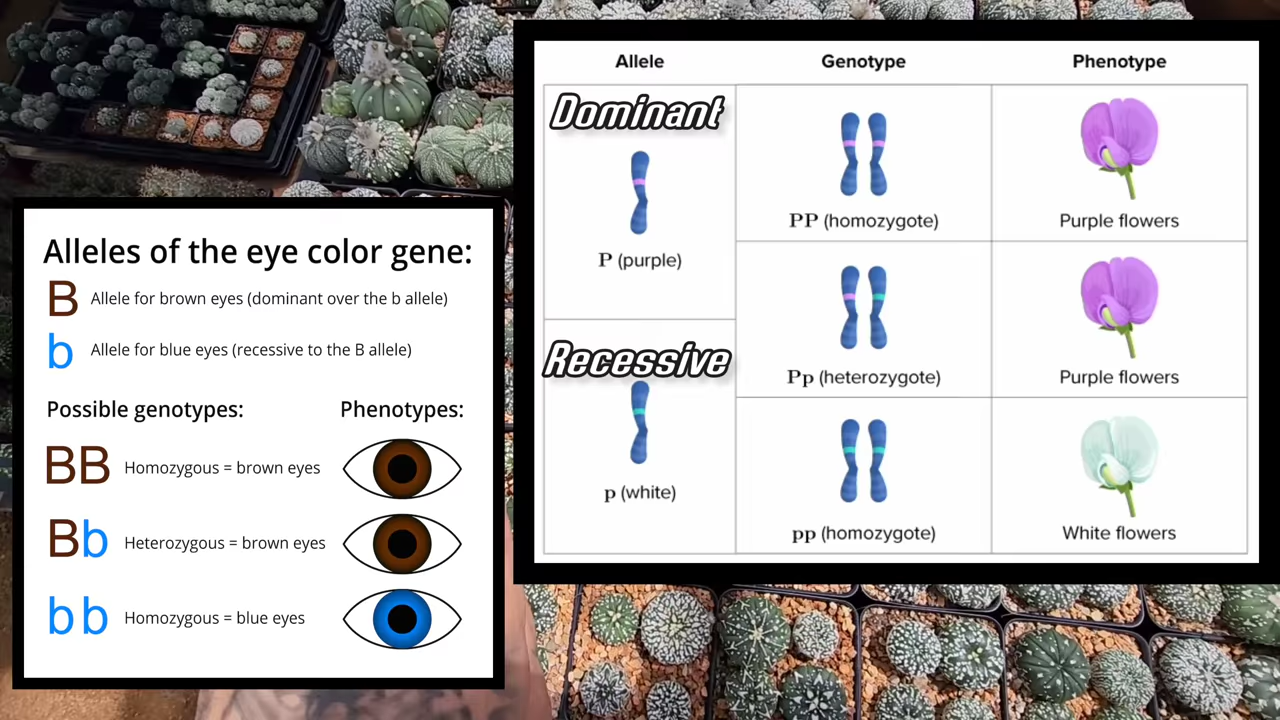 Alleles of the eye color gene:
B Allele for brown eyes (dominant over the b allele)
b Allele for blue eyes (recessive to the B allele)
Possible genotypes: Phenotypes:
BB Homozygous = brown eyes
Bb Heterozygous = brown eyes
bb Homozygous = blue eyes
Allele Genotype Phenotype
Dominant
P (purple)
PP (homozygote) Purple flowers
Recessive
Pp (heterozygote) Purple flowers
p (white)
pp (homozygote) White flowers